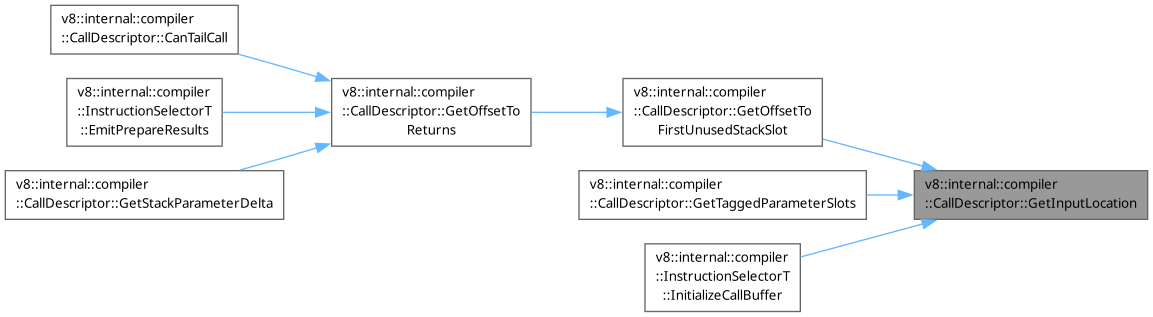 v8::internal::compiler
::CallDescriptor::CanTailCall
v8::internal::compiler
::InstructionSelectorT
::EmitPrepareResults
v8::internal::compiler
::CallDescriptor::GetStackParameterDelta
v8::internal::compiler
::CallDescriptor::GetOffsetTo
Returns
v8::internal::compiler
::CallDescriptor::GetOffsetTo
FirstUnusedStackSlot
v8::internal::compiler
::CallDescriptor::GetTaggedParameterSlots
v8::internal::compiler
::InstructionSelectorT
::InitializeCallBuffer
v8::internal::compiler
::CallDescriptor::GetInputLocation